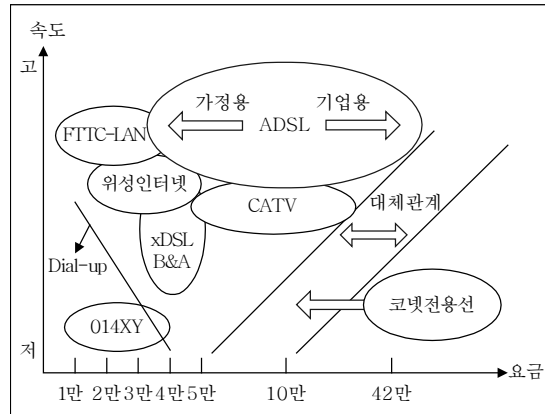 속도
고
가정용
기업용
FTTC-LAN
ADSL
위성인터넷
CATV
대체관계
xDSL
B&A
Dial-up
코넷전용선
014XY
저
1만 2만 3만 4만 5만 10만 42만
요금